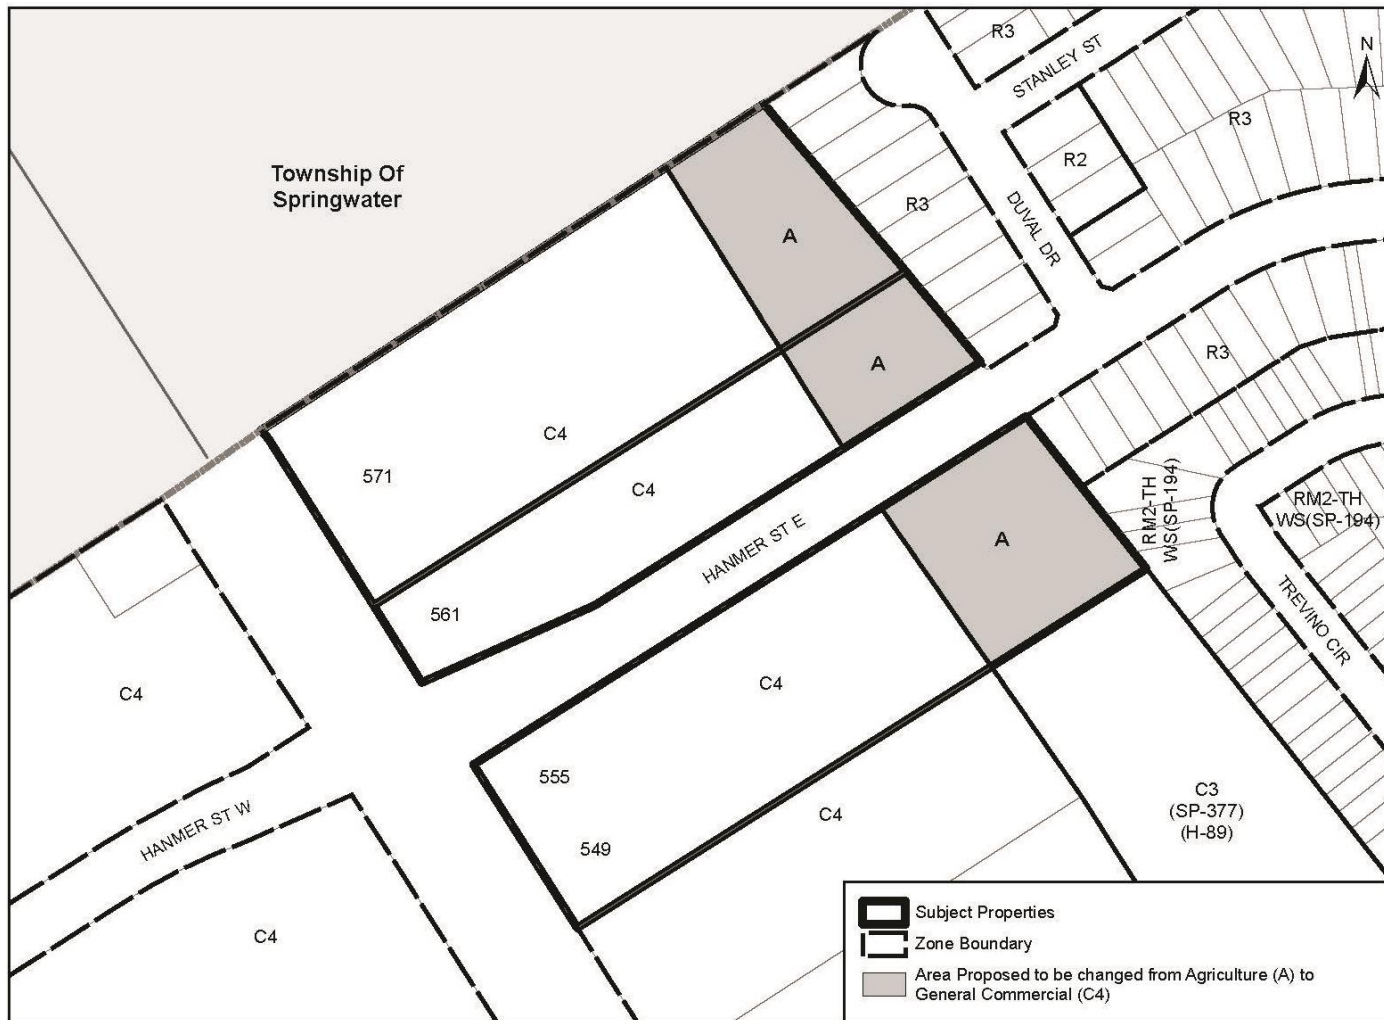 R3
STANLEY ST
N
R3
R2
Township Of
Springwater
R3
DUVAL DR
A
R3
A
C4
571
C4
RM2-TH
WS(SP-194)
RM2-TH
WS(SP-194)
HANMER ST E
A
561
TREVINO CIR
C4
C4
555
C3
(SP-377)
(H-89)
HANMER ST W
549
C4
C4
Subject Properties
Zone Boundary
Area Proposed to be changed from Agriculture (A) to
General Commercial (C4)